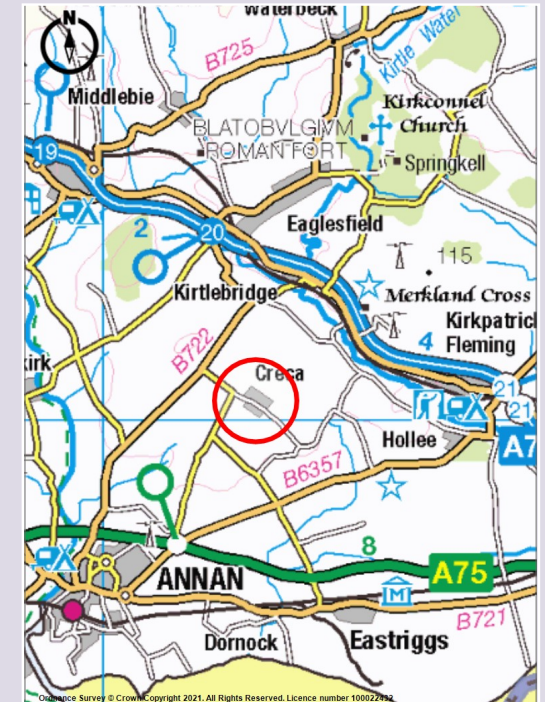 N
Waterbeck
B725
Kirtle Water
Middlebie
Kirkconnel
Church
BLATOBVLGIVM
ROMAN FORT
Springkell
19
Eaglesfield
2
20
115
Kirtlebridge
Merkland Cross
Kirkpatric
Fleming
4
B722
kirk
Creca
21
21
A7
Hollee
B6357
8
A75
ANNAN
M
B721
Dornock
Eastriggs
Ordnance Survey © Crown Copyright 2021. All Rights Reserved. Licence number 100022432